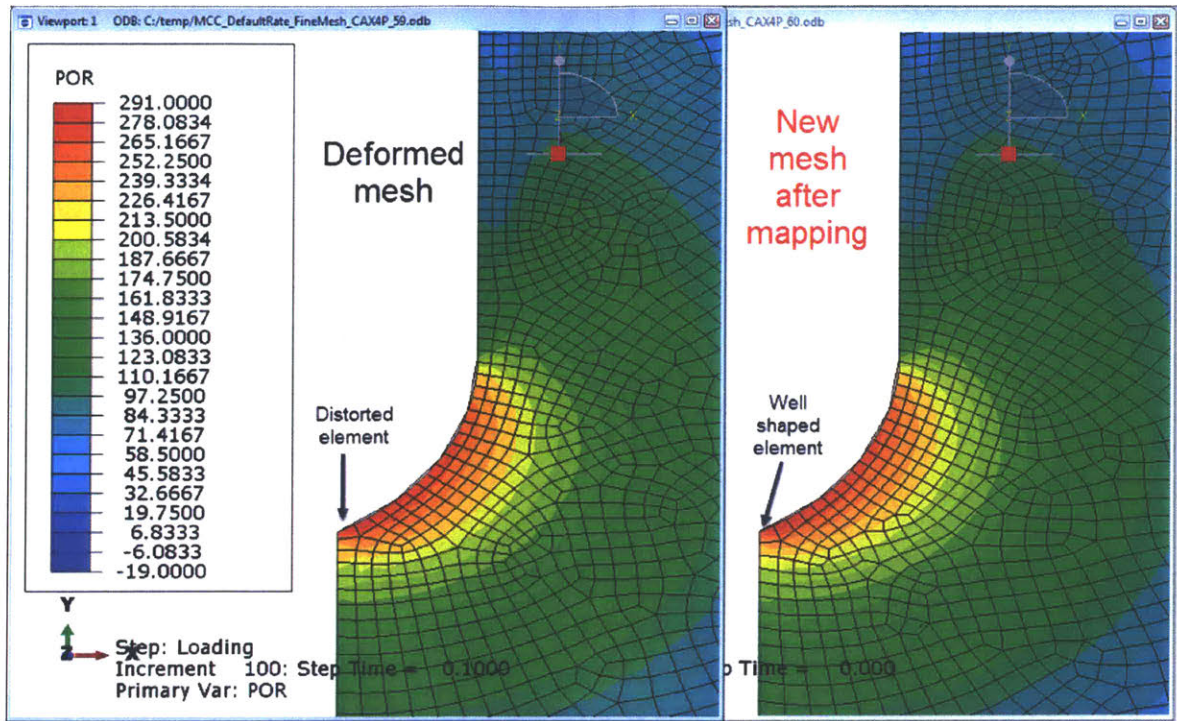 Viewport: 1 ODB: C:/temp/MCC_DefaultRate_FineMesh_CAX4P_59.odb
sh_CAX4P_60.odb
POR
291.0000
278.0834
265.1667
252.2500
239.3334
226.4167
213.5000
200.5834
187.6667
174.7500
161.8333
148.9167
136.0000
123.0833
110.1667
97.2500
84.3333
71.4167
58.5000
45.5833
32.6667
19.7500
6.8333
-6.0833
-19.0000
Deformed
mesh
Distorted
element
New
mesh
after
mapping
Well
shaped
element
Y
Z
X
Step: Loading
Increment 100: Step Time = 0.1000
Primary Var: POR
p Time = 0.000